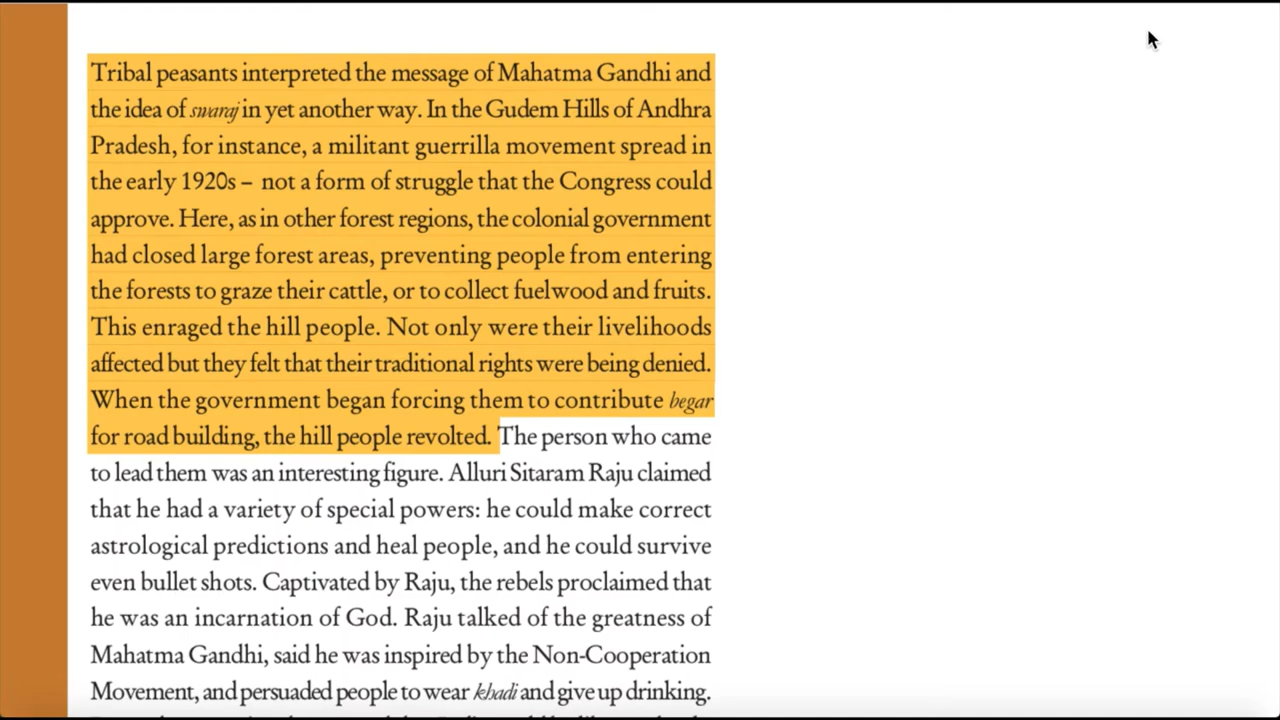 Tribal peasants interpreted the message of Mahatma Gandhi and
the idea of swaraj in yet another way. In the Gudem Hills of Andhra
Pradesh, for instance, a militant guerrilla movement spread in
the early 1920s – not a form of struggle that the Congress could
approve. Here, as in other forest regions, the colonial government
had closed large forest areas, preventing people from entering
the forests to graze their cattle, or to collect fuelwood and fruits.
This enraged the hill people. Not only were their livelihoods
affected but they felt that their traditional rights were being denied.
When the government began forcing them to contribute begar
for road building, the hill people revolted. The person who came
to lead them was an interesting figure. Alluri Sitaram Raju claimed
that he had a variety of special powers: he could make correct
astrological predictions and heal people, and he could survive
even bullet shots. Captivated by Raju, the rebels proclaimed that
he was an incarnation of God. Raju talked of the greatness of
Mahatma Gandhi, said he was inspired by the Non-Cooperation
Movement, and persuaded people to wear khadi and give up drinking.